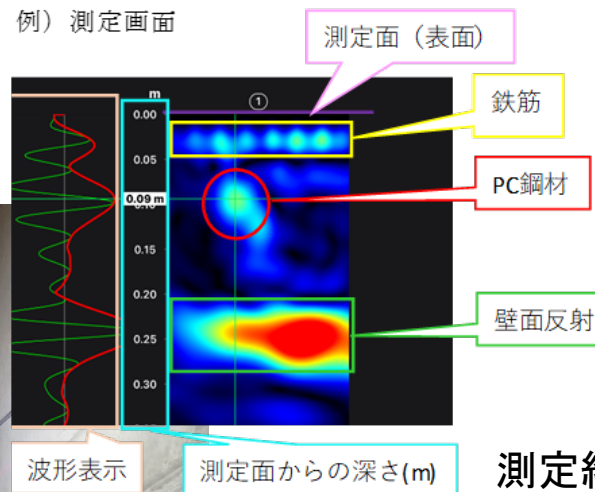 例）測定画面
測定面（表面）
鉄筋
PC鋼材
壁面反射
m
①
0.00
0.05
0.09 m
0.15
0.20
0.25
0.30
波形表示
測定面からの深さ(m)
測定